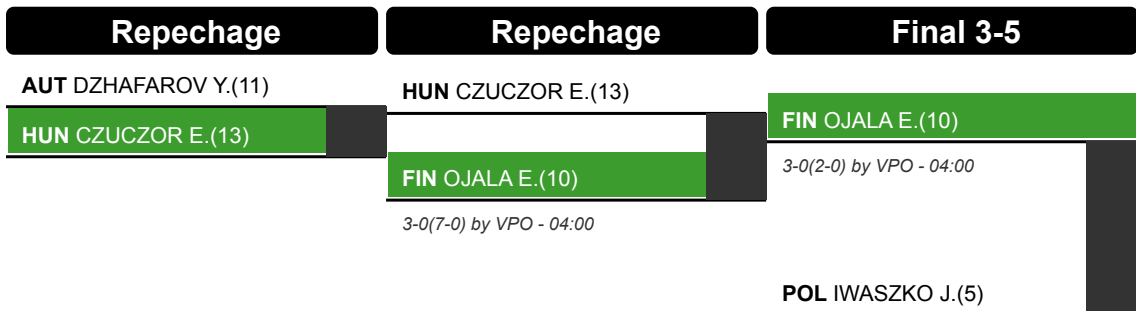 Repechage
AUT DZHAFAROV Y.(11)
HUN CZUCZOR E.(13)
Repechage
HUN CZUCZOR E.(13)
FIN OJALA E.(10)
3-0(7-0) by VPO - 04:00
Final 3-5
FIN OJALA E.(10)
3-0(2-0) by VPO - 04:00
POL IWASZKO J.(5)